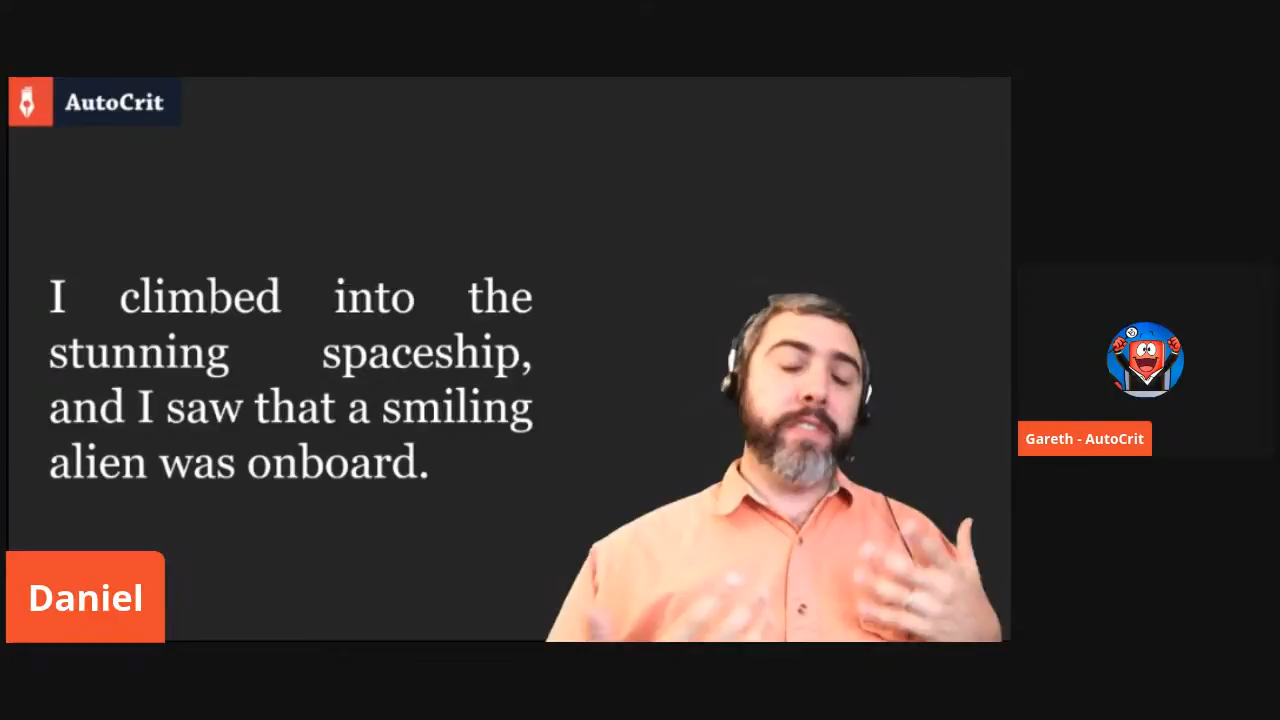 AutoCrit
I climbed into the
stunning spaceship,
and I saw that a smiling
alien was onboard.
Daniel
Gareth - AutoCrit